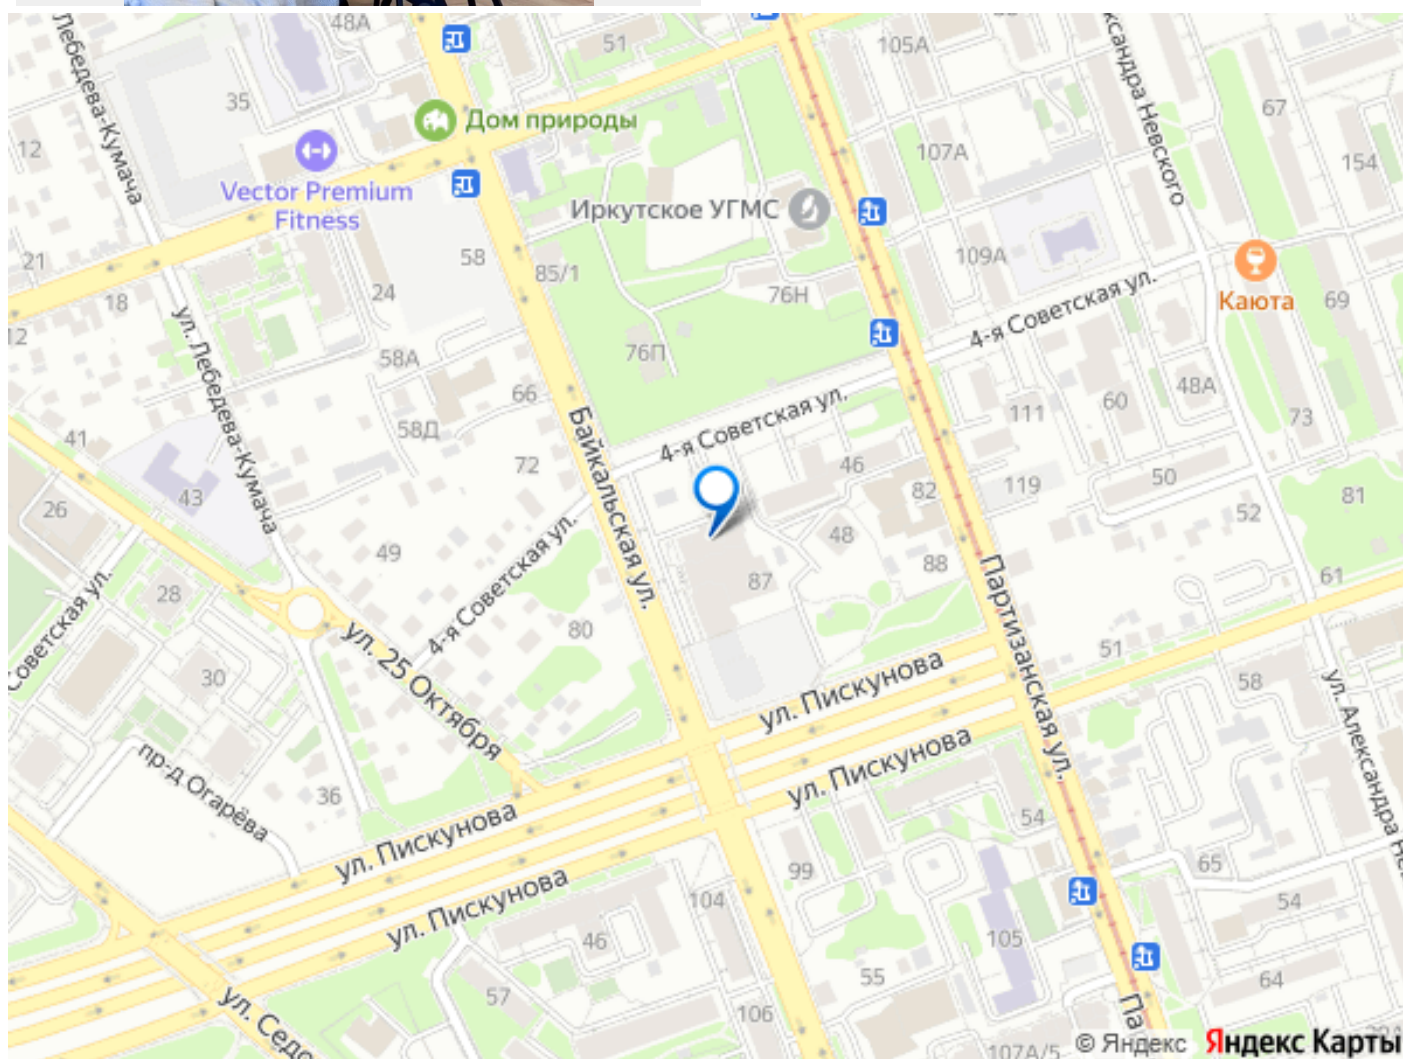 48А
51
105А
Лебедева-Кумача
ександра Невского
35
67
Дом природы
12
107А
154
Vector Premium
Fitness
Иркутское УГМС
21
58
85/1
109А
24
76Н
18
Каюта
69
12
ул. Лебедева-Кумача
4-я Советская ул.
58А
76П
66
48А
60
111
73
41
58Д
4-я Советская ул.
Байкальская ул.
72
46
50
43
82
119
81
26
52
49
48
4-я Советская ул.
87
88
61
28
Партизанская ул.
Советская ул.
80
ул. 25 Октября
51
30
ул. Пискунова
58
ул. Александра Не
пр-д Огарёва
36
ул. Пискунова
54
ул. Пискунова
65
99
ул. Пискунова
104
54
46
105
55
64
57
ул. Седо
106
Па
107А/5
© Яндекс Яндекс Карты